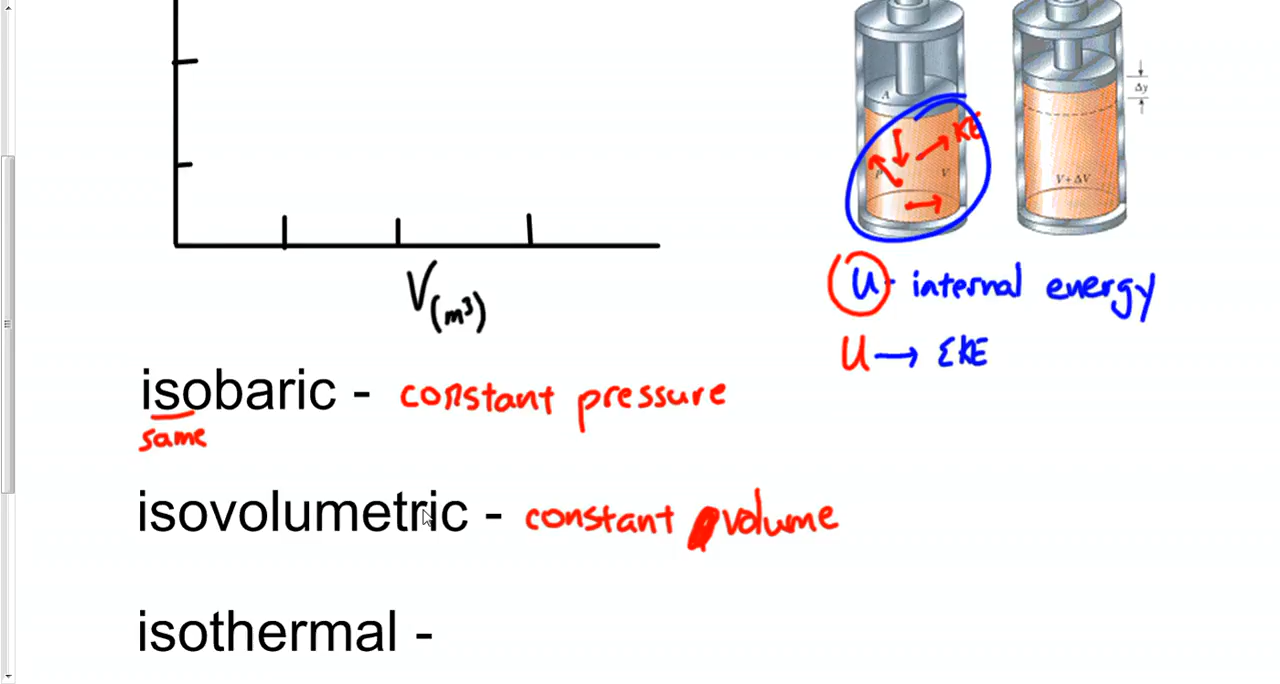 A
Δy
KE
P
V
V + ΔV
V(m³)
U - internal energy
U → ΣKE
isobaric - constant pressure
same
isovolumetric - constant volume
isothermal -